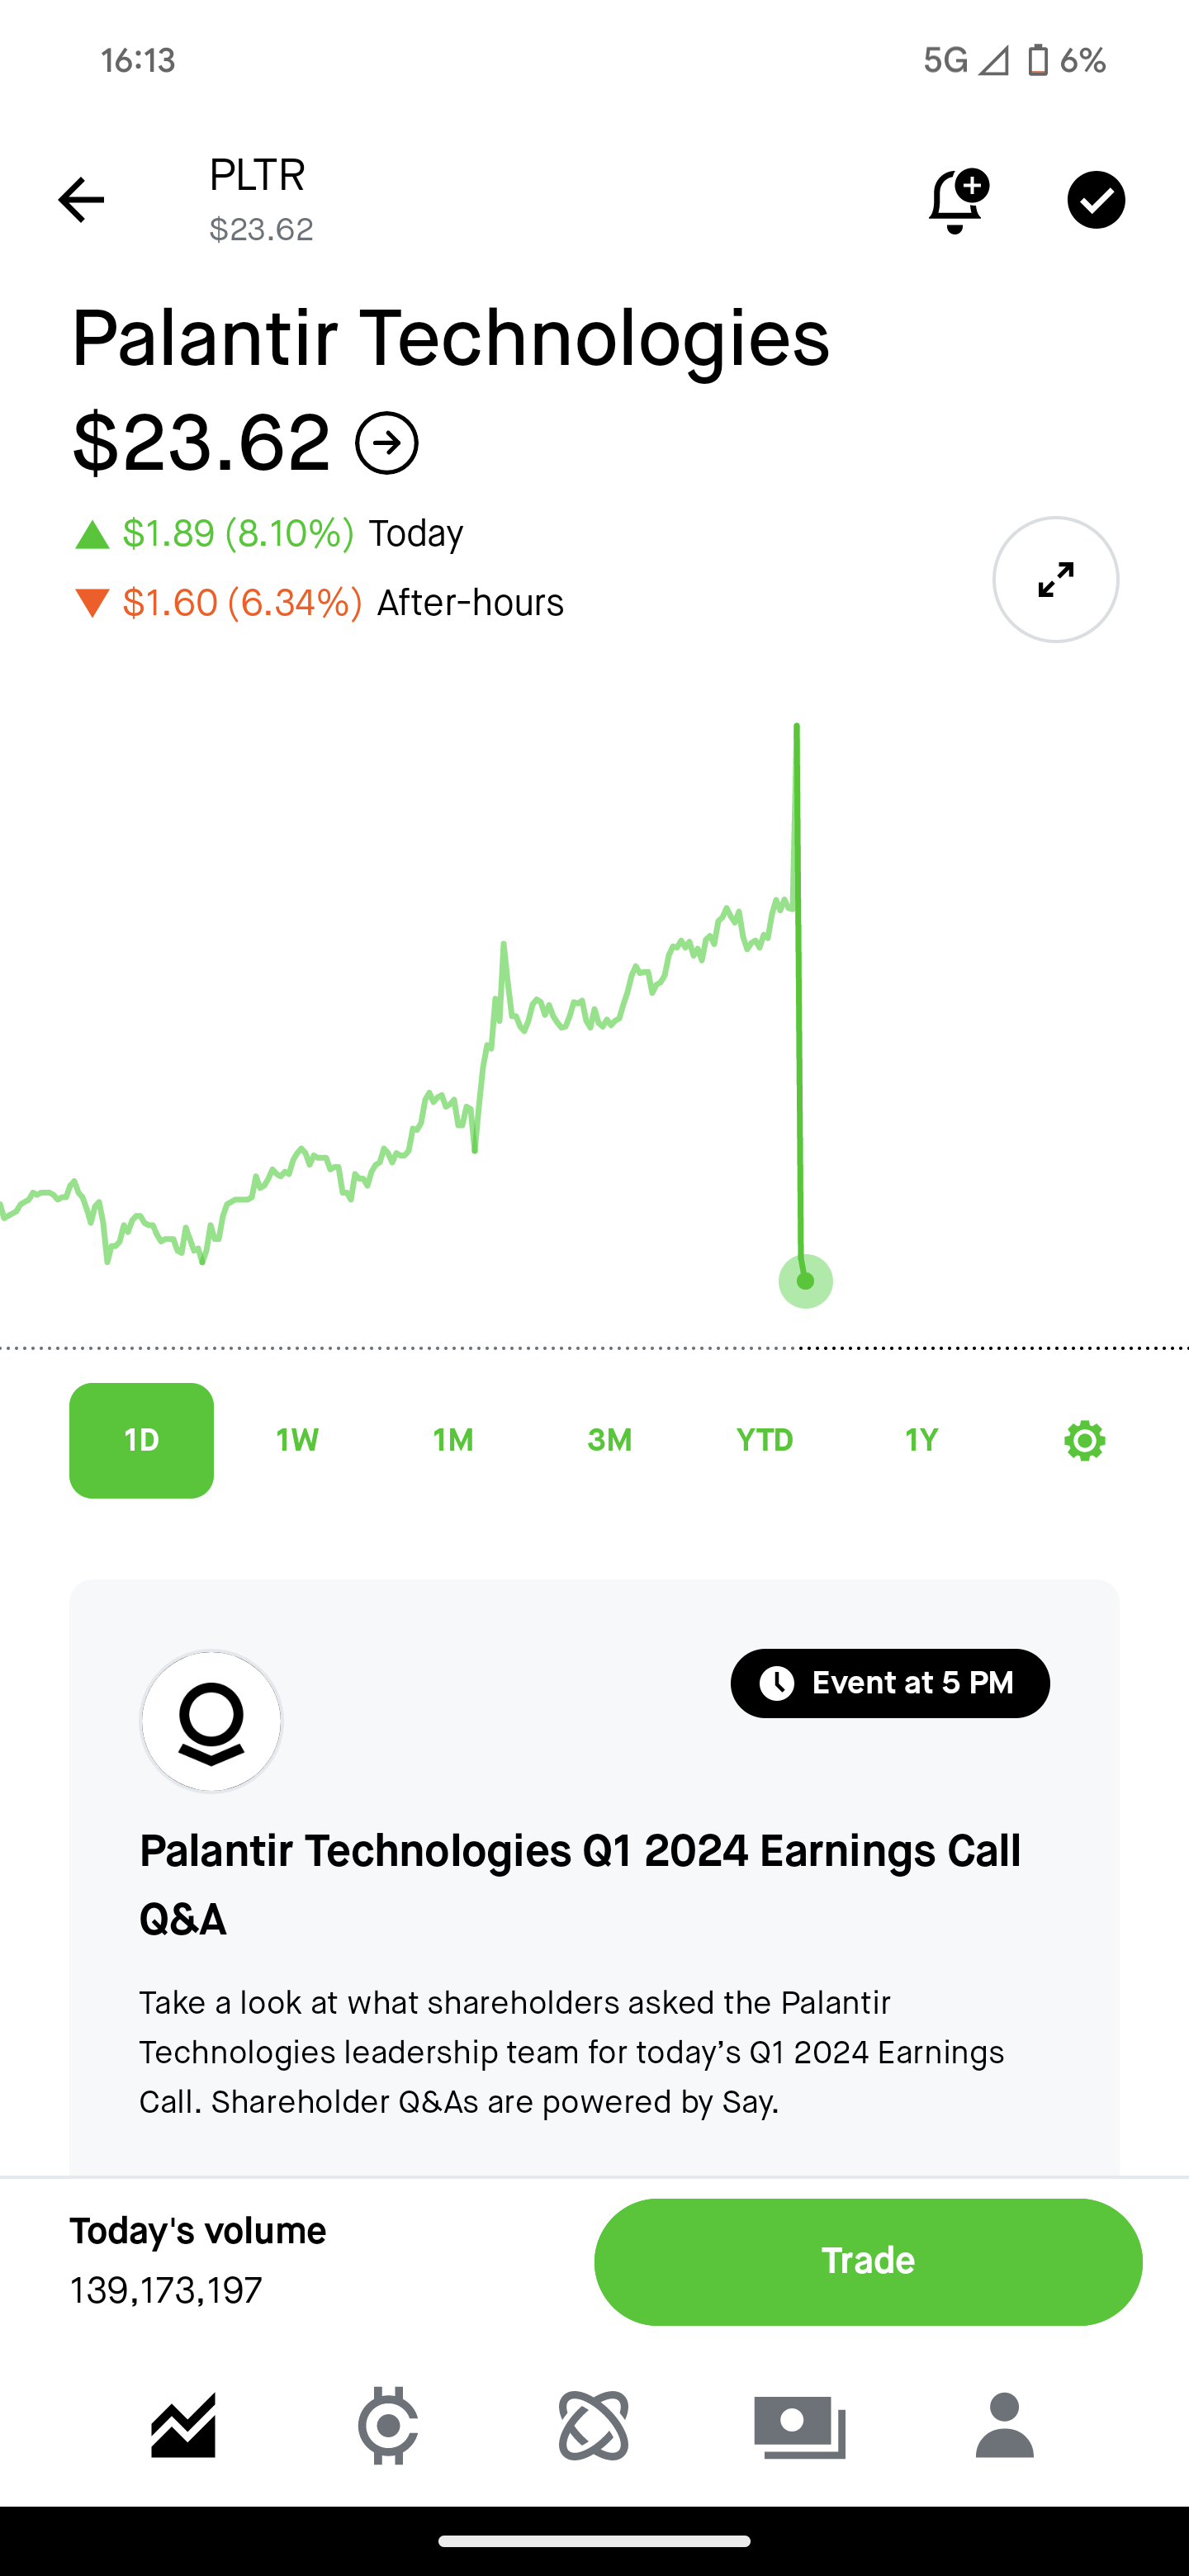 16:13
5G 6%
PLTR
$23.62
Palantir Technologies
$23.62
$1.89 (8.10%) Today
$1.60 (6.34%) After-hours
1D 1W 1M 3M YTD 1Y
Event at 5 PM
Palantir Technologies Q1 2024 Earnings Call
Q&A
Take a look at what shareholders asked the Palantir
Technologies leadership team for today’s Q1 2024 Earnings
Call. Shareholder Q&As are powered by Say.
Today's volume
139,173,197
Trade